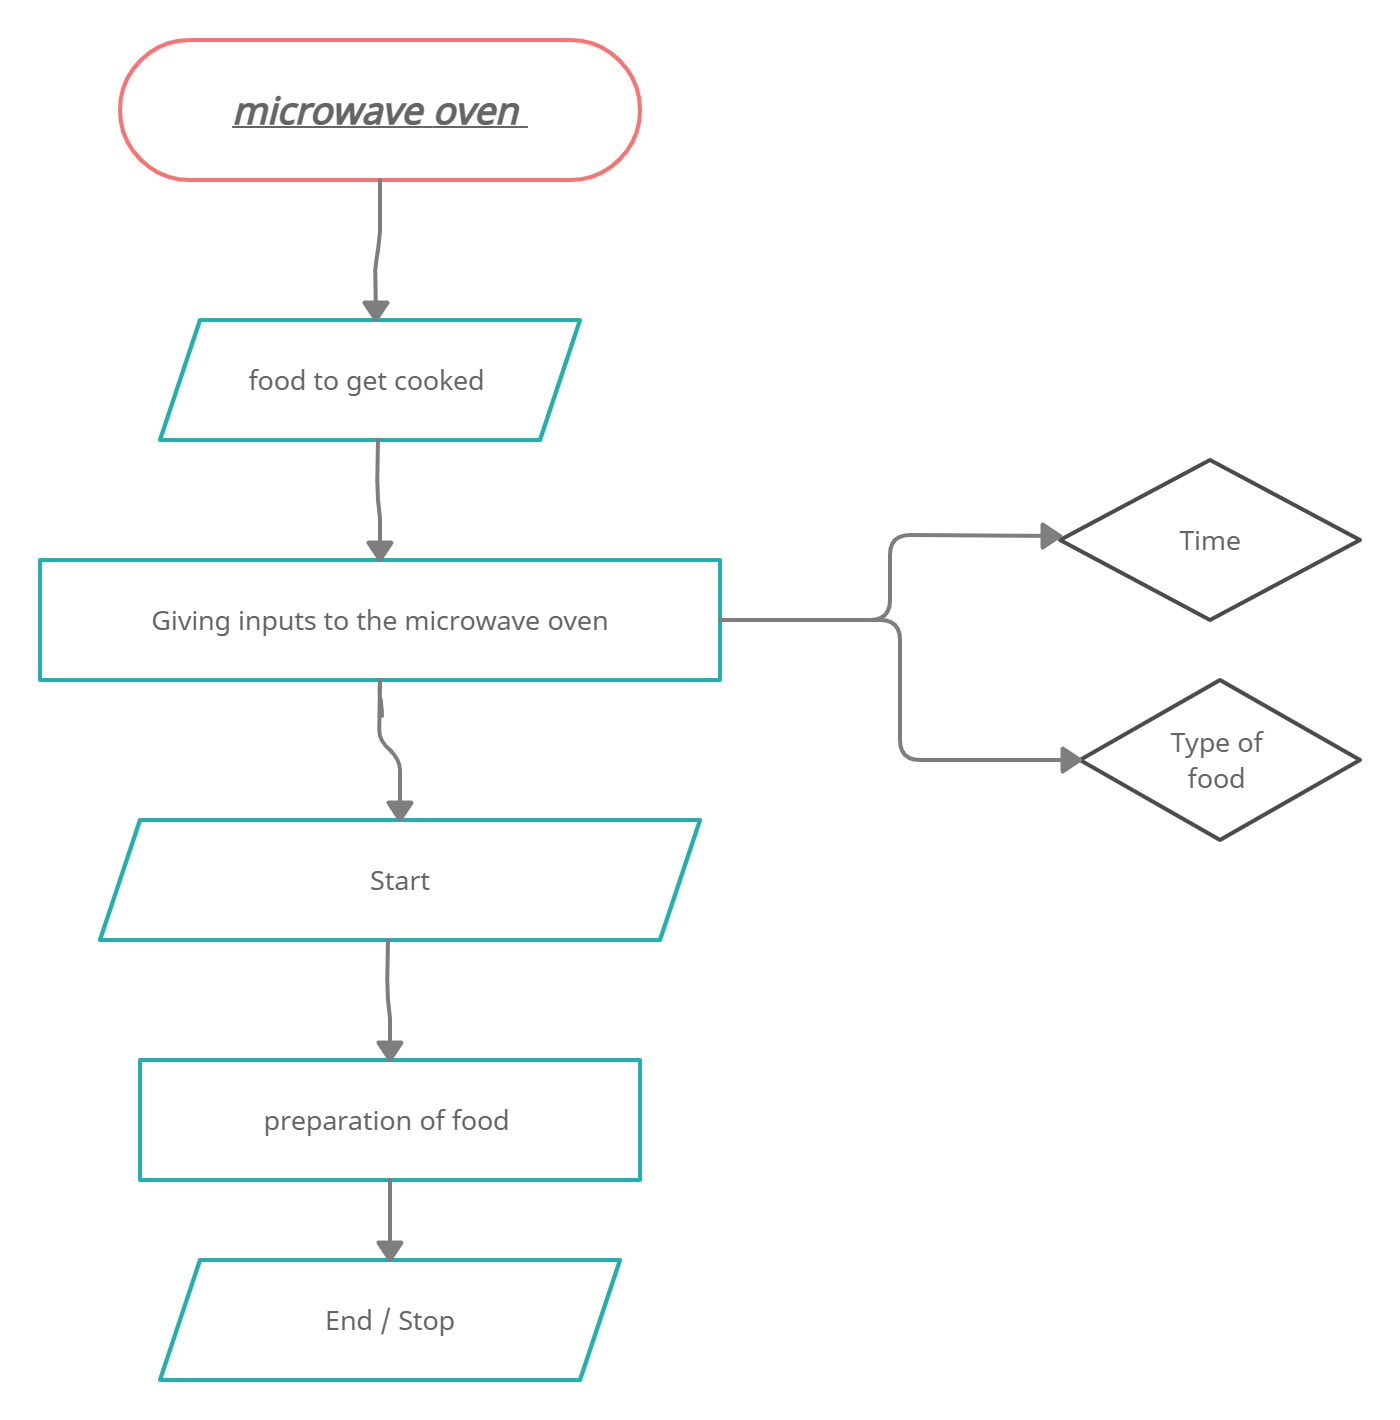 microwave oven
food to get cooked
Giving inputs to the microwave oven
Time
Type of
food
Start
preparation of food
End / Stop